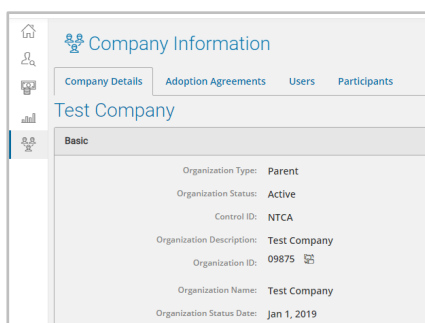 Company Information
Company Details Adoption Agreements Users Participants
Test Company
Basic
Organization Type: Parent
Organization Status: Active
Control ID: NTCA
Organization Description: Test Company
Organization ID: 09875
Organization Name: Test Company
Organization Status Date: Jan 1, 2019